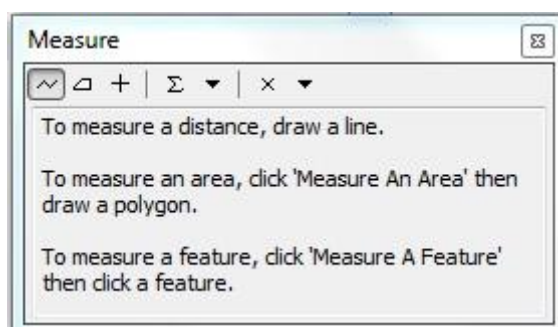 Measure
Σ
To measure a distance, draw a line.
To measure an area, click 'Measure An Area' then
draw a polygon.
To measure a feature, click 'Measure A Feature'
then click a feature.